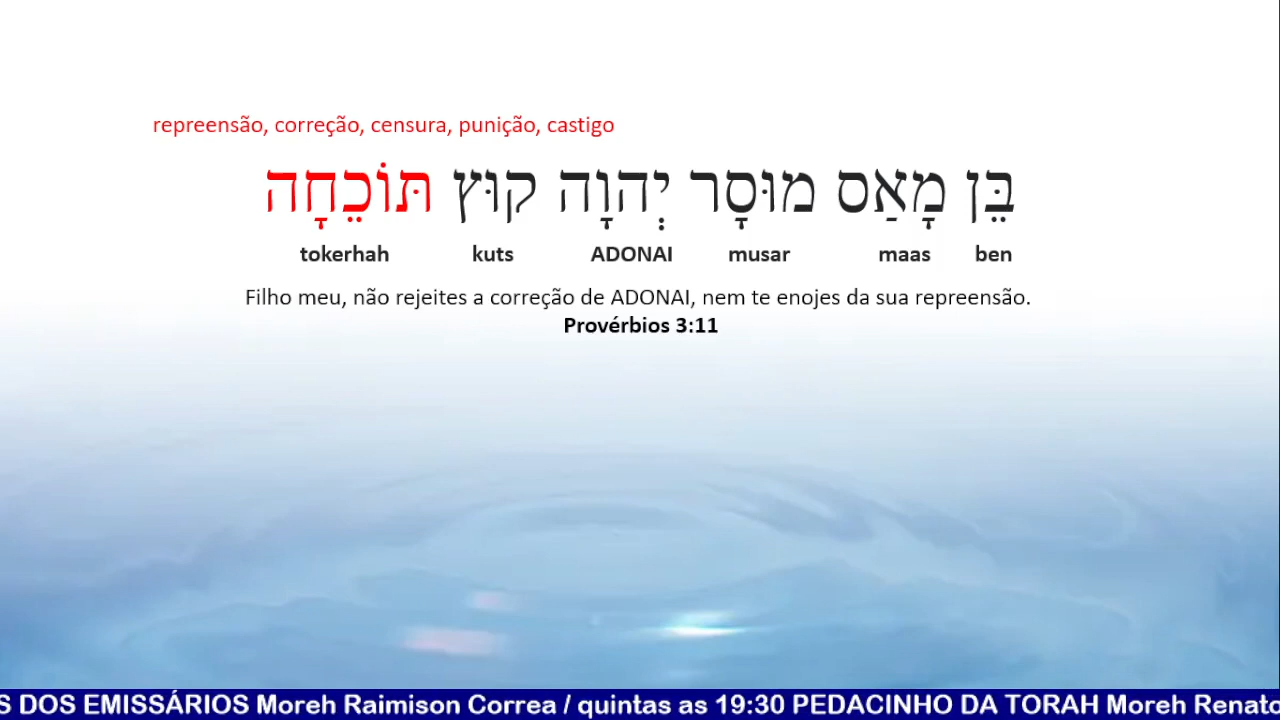 repreensão, correção, censura, punição, castigo
בֵּן מָאַס מוּסָר יְהוָה קוּץ תּוֹכֵחָה
tokerhah kuts ADONAI musar maas ben
Filho meu, não rejeites a correção de ADONAI, nem te enojes da sua repreensão.
Provérbios 3:11
S DOS EMISSÁRIOS Moreh Raimison Correa / quintas as 19:30 PEDACINHO DA TORAH Moreh Renato